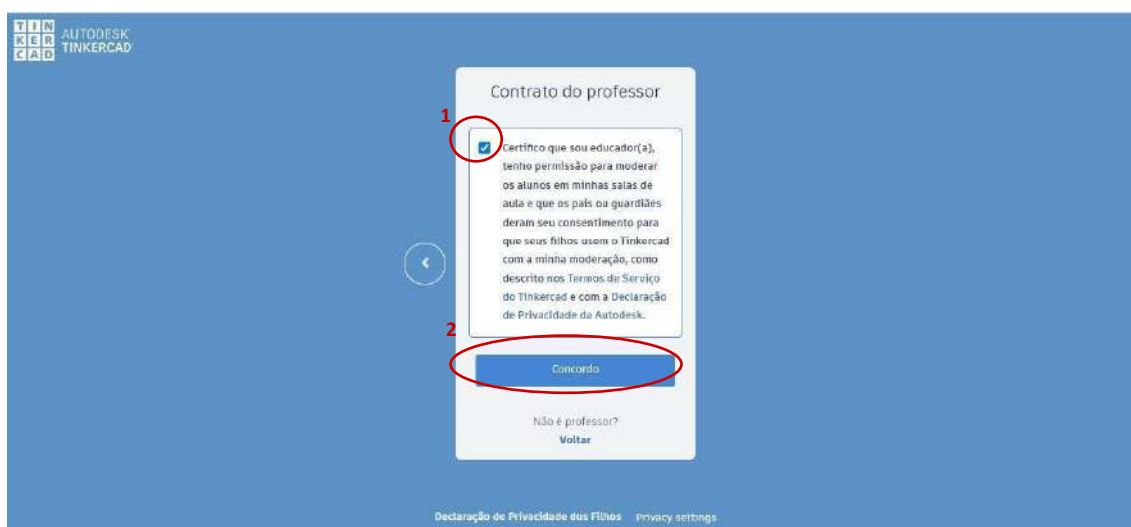 TIN
KER
CAD
AUTODESK
TINKERCAD
Contrato do professor
1
Certifico que sou educador(a),
tenho permissão para moderar
os alunos em minhas salas de
aula e que os pais ou guardiães
deram seu consentimento para
que seus filhos usem o Tinkercad
com a minha moderação, como
descrito nos Termos de Serviço
do Tinkercad e com a Declaração
de Privacidade da Autodesk.
2
Concordo
Não é professor?
Voltar
Declaração de Privacidade dos Filhos Privacy settings